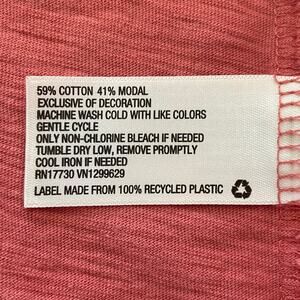 59% COTTON 41% MODAL
EXCLUSIVE OF DECORATION
MACHINE WASH COLD WITH LIKE COLORS
GENTLE CYCLE
ONLY NON-CHLORINE BLEACH IF NEEDED
TUMBLE DRY LOW, REMOVE PROMPTLY
COOL IRON IF NEEDED
RN17730 VN1299629
LABEL MADE FROM 100% RECYCLED PLASTIC